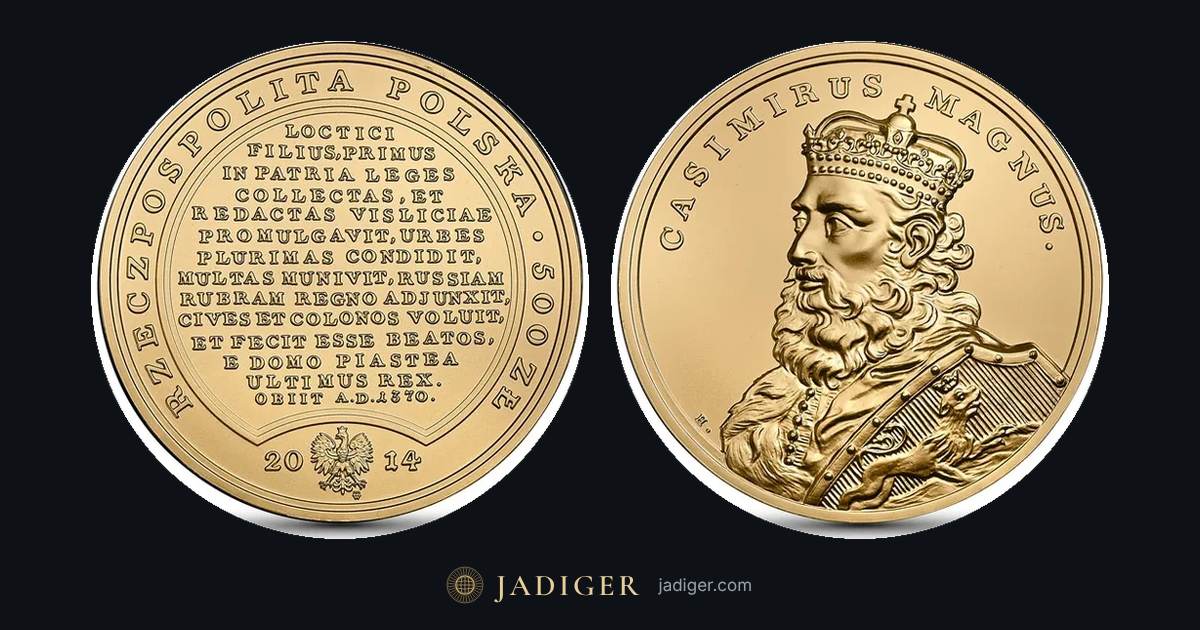 RZECZPOSPOLITA POLSKA · 500ZŁ
LOCTICI
FILIUS, PRIMUS
IN PATRIA LEGES
COLLECTAS, ET
REDACTAS VISLICIAE
PROMULGAVIT, URBES
PLURIMAS CONDIDIT,
MULTAS MUNIVIT, RUSSIAM
RUBRAM REGNO ADJUNXIT,
CIVES ET COLONOS VOLUIT,
ET FECIT ESSE BEATOS,
E DOMO PIASTEA
ULTIMUS REX.
OBIIT A.D.1370.
20 14
CASIMIRUS MAGNUS.
H.
JADIGER jadiger.com